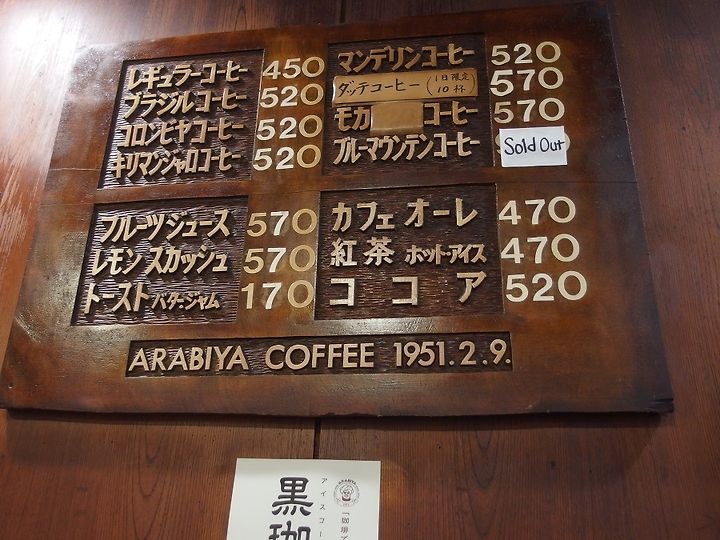 レギュラーコーヒー 450
ブラジルコーヒー 520
コロンビヤコーヒー 520
キリマンジャロコーヒー 520
マンデリンコーヒー 520
ダッチコーヒー (1日限定10杯) 570
モカ コーヒー 570
ブルーマウンテンコーヒー Sold Out
フルーツジュース 570
レモンスカッシュ 570
トースト バタージャム 170
カフェオーレ 470
紅茶 ホット・アイス 470
ココア 520
ARABIYA COFFEE 1951.2.9.
ARABIYA
アイスコー
黒珈